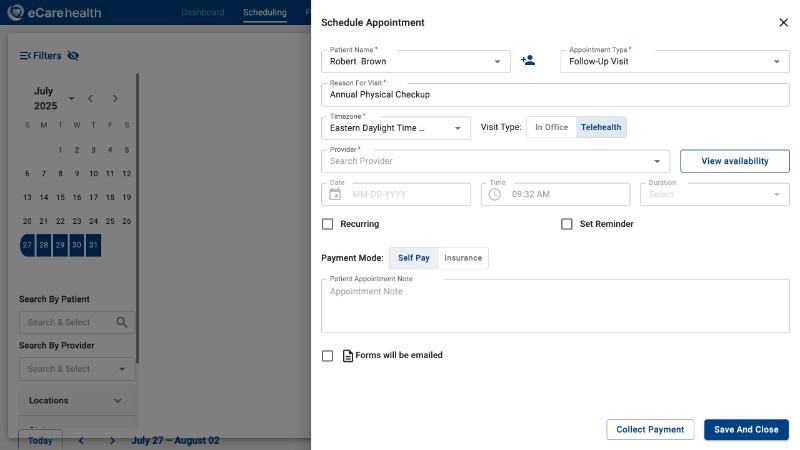 eCarehealth
Dashboard
Scheduling
Filters
July
2025
S M T W T F S
1 2 3 4 5
6 7 8 9 10 11 12
13 14 15 16 17 18 19
20 21 22 23 24 25 26
27 28 29 30 31
Search By Patient
Search & Select
Search By Provider
Search & Select
Locations
Today
July 27 – August 02
Schedule Appointment
Patient Name *
Robert Brown
Appointment Type *
Follow-Up Visit
Reason For Visit *
Annual Physical Checkup
Timezone *
Eastern Daylight Time ...
Visit Type:
In Office
Telehealth
Provider *
Search Provider
View availability
Date
MM-DD-YYYY
Time
09:32 AM
Duration
Select
Recurring
Set Reminder
Payment Mode:
Self Pay
Insurance
Patient Appointment Note
Appointment Note
Forms will be emailed
Collect Payment
Save And Close